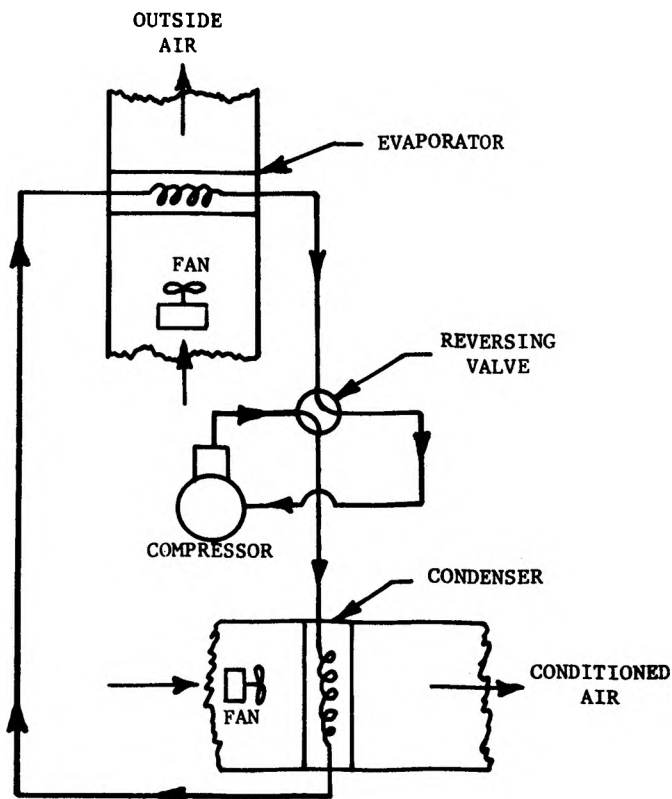 OUTSIDE
AIR
EVAPORATOR
FAN
REVERSING
VALVE
COMPRESSOR
CONDENSER
FAN
CONDITIONED
AIR